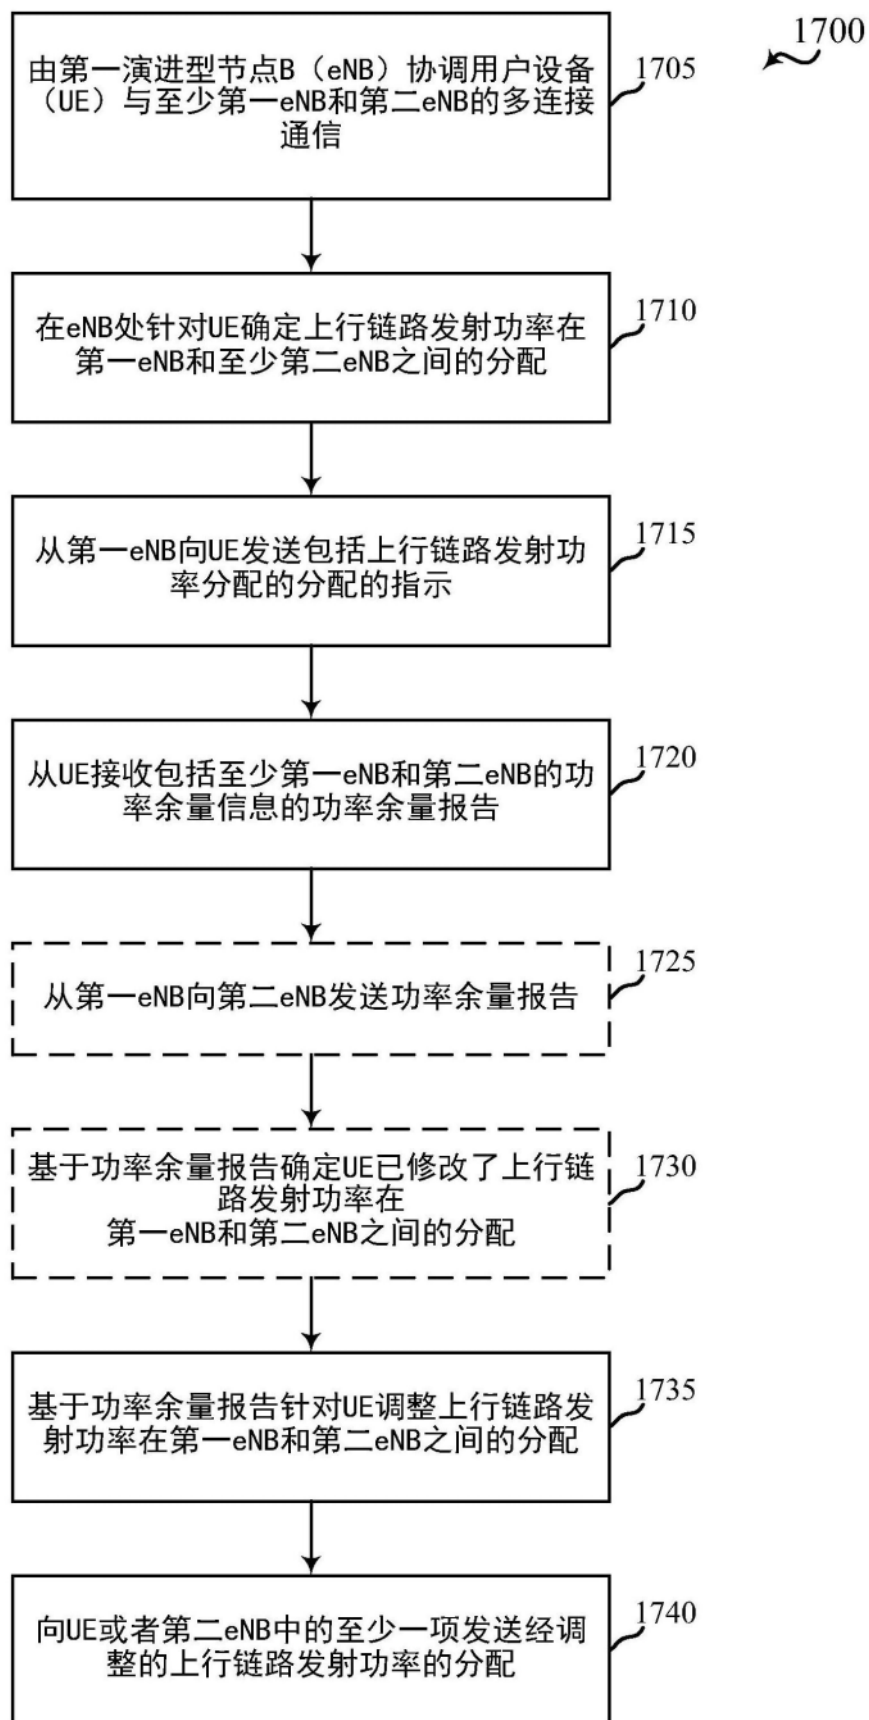 1700
由第一演进型节点B（eNB）协调用户设备
（UE）与至少第一eNB和第二eNB的多连接
通信
1705
在eNB处针对UE确定上行链路发射功率在
第一eNB和至少第二eNB之间的分配
1710
从第一eNB向UE发送包括上行链路发射功
率分配的分配的指示
1715
从UE接收包括至少第一eNB和第二eNB的功
率余量信息的功率余量报告
1720
从第一eNB向第二eNB发送功率余量报告
1725
基于功率余量报告确定UE已修改了上行链
路发射功率在
第一eNB和第二eNB之间的分配
1730
基于功率余量报告针对UE调整上行链路发
射功率在第一eNB和第二eNB之间的分配
1735
向UE或者第二eNB中的至少一项发送经调
整的上行链路发射功率的分配
1740